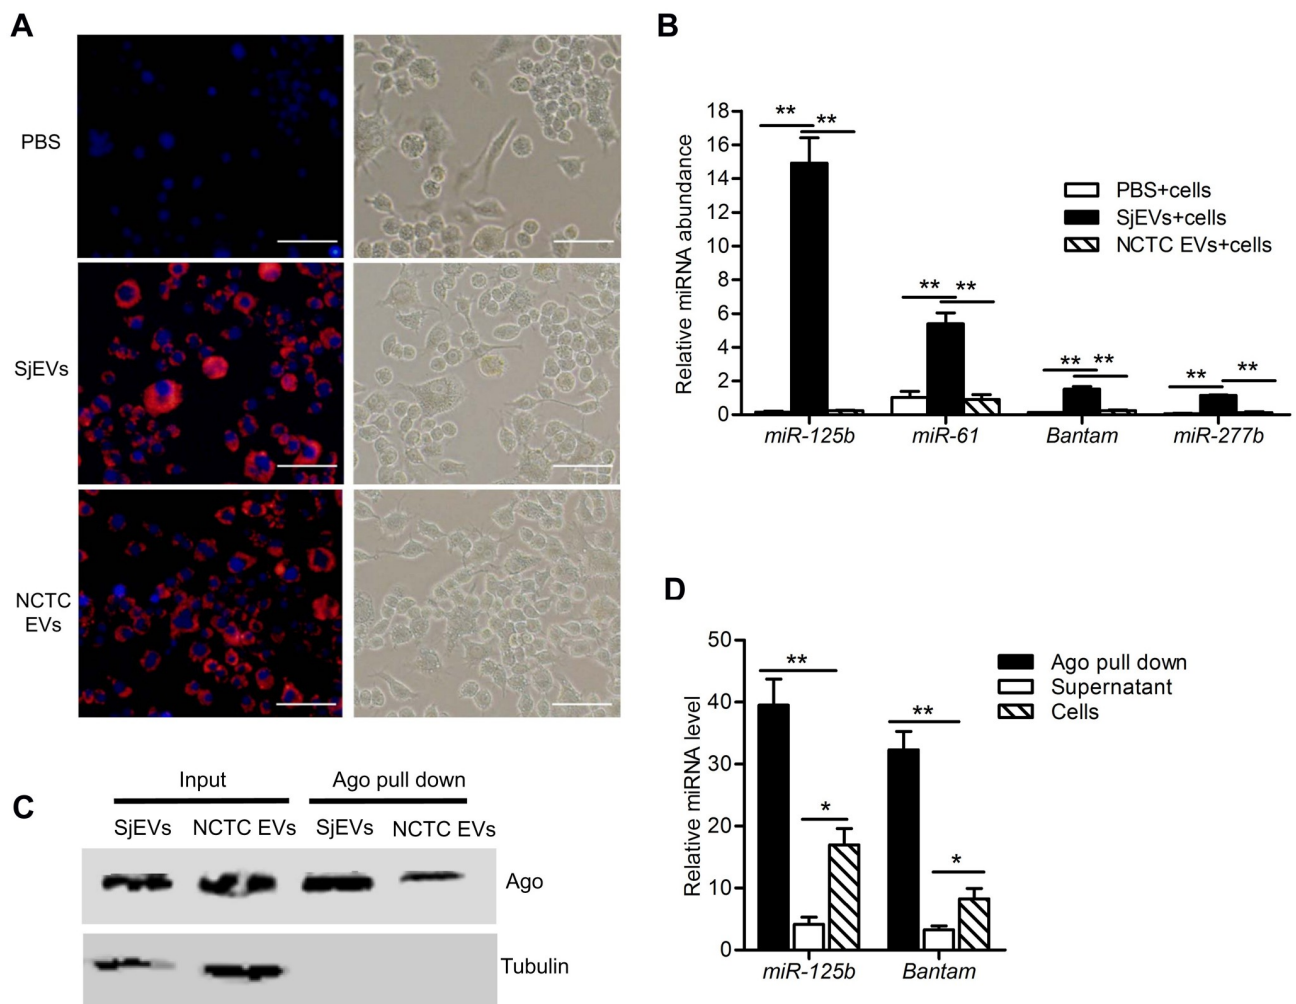 A
PBS
SjEVs
NCTC
EVs
B
18
16
14
12
10
8
6
4
2
0
Relative miRNA abundance
** **
** **
** **
** **
PBS+cells
SjEVs+cells
NCTC EVs+cells
miR-125b miR-61 Bantam miR-277b
C
Input Ago pull down
SjEVs NCTC EVs SjEVs NCTC EVs
Ago
Tubulin
D
50
40
30
20
10
0
Relative miRNA level
**
*
**
*
Ago pull down
Supernatant
Cells
miR-125b Bantam